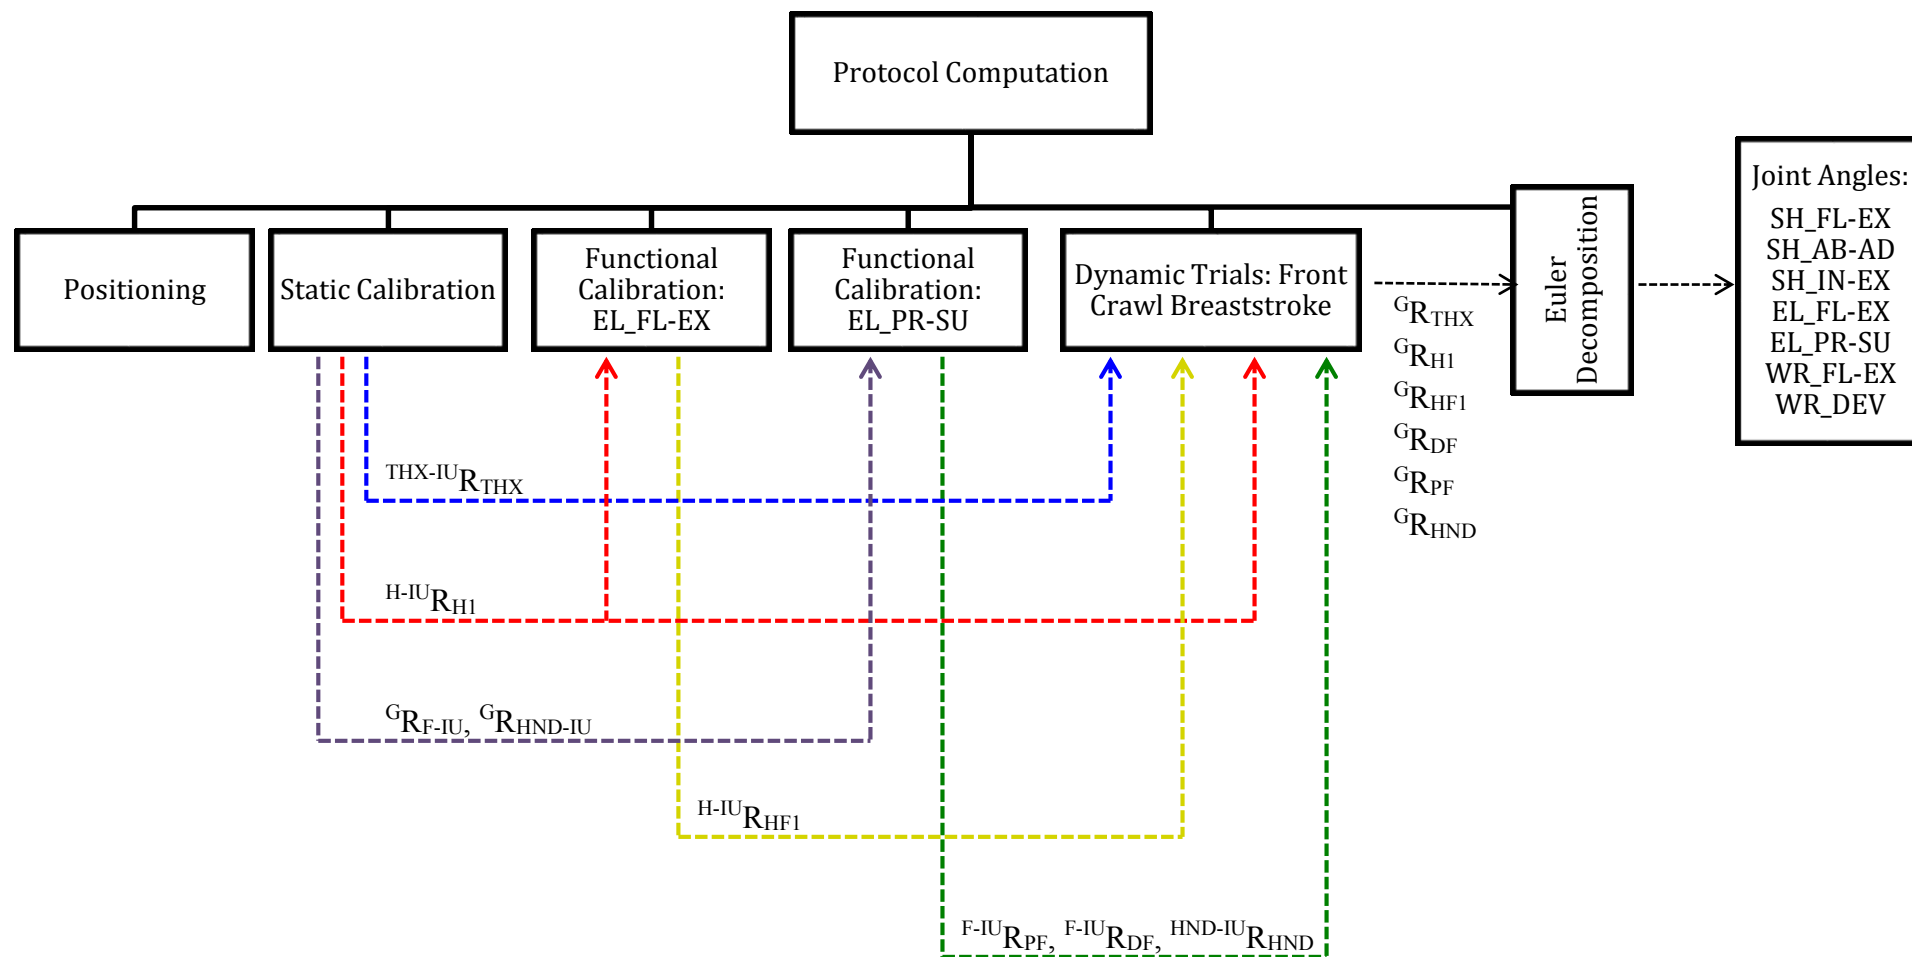 Protocol Computation
Positioning
Static Calibration
Functional
Calibration:
EL_FL-EX
Functional
Calibration:
EL_PR-SU
Dynamic Trials: Front
Crawl Breaststroke
Euler
Decomposition
Joint Angles:
SH_FL-EX
SH_AB-AD
SH_IN-EX
EL_FL-EX
EL_PR-SU
WR_FL-EX
WR_DEV
GRTHX
GRH1
GRHF1
GRDF
GRPF
GRHND
THX-IURTHX
H-IURH1
GRF-IU, GRHND-IU
H-IURHF1
F-IURPF, F-IURDF, HND-IURHND